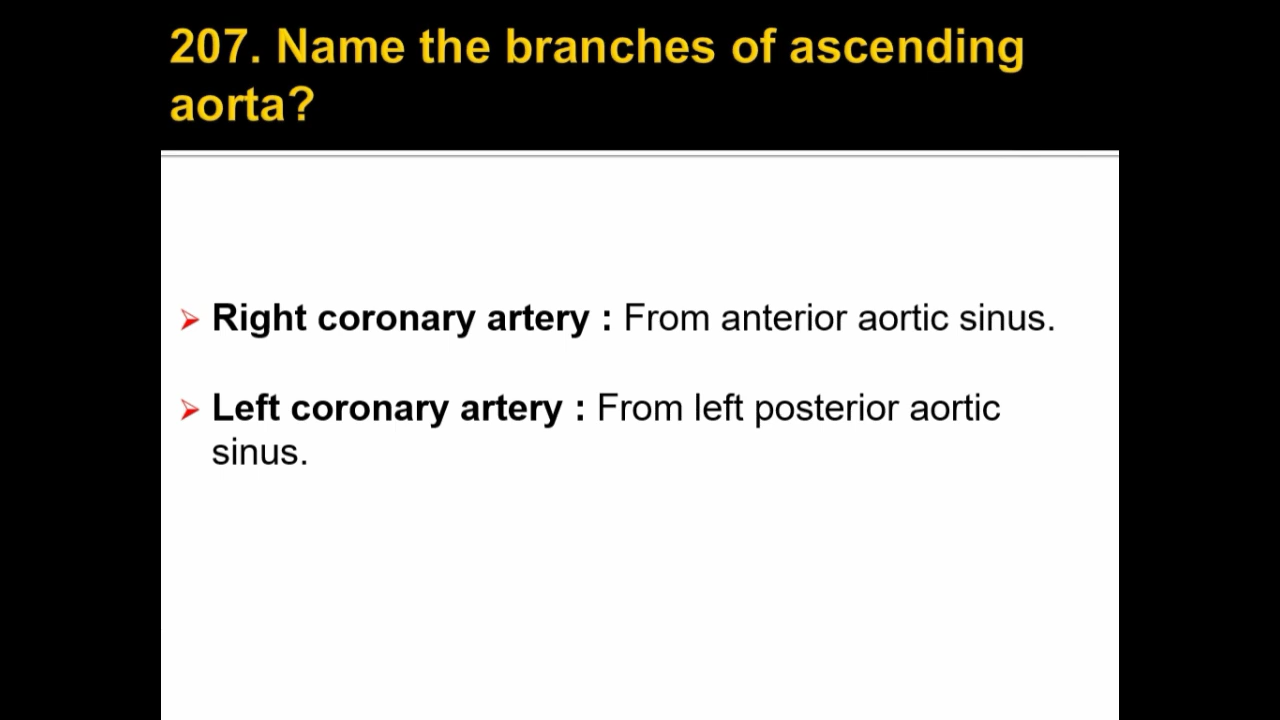 207. Name the branches of ascending
aorta?
Right coronary artery : From anterior aortic sinus.
Left coronary artery : From left posterior aortic
sinus.